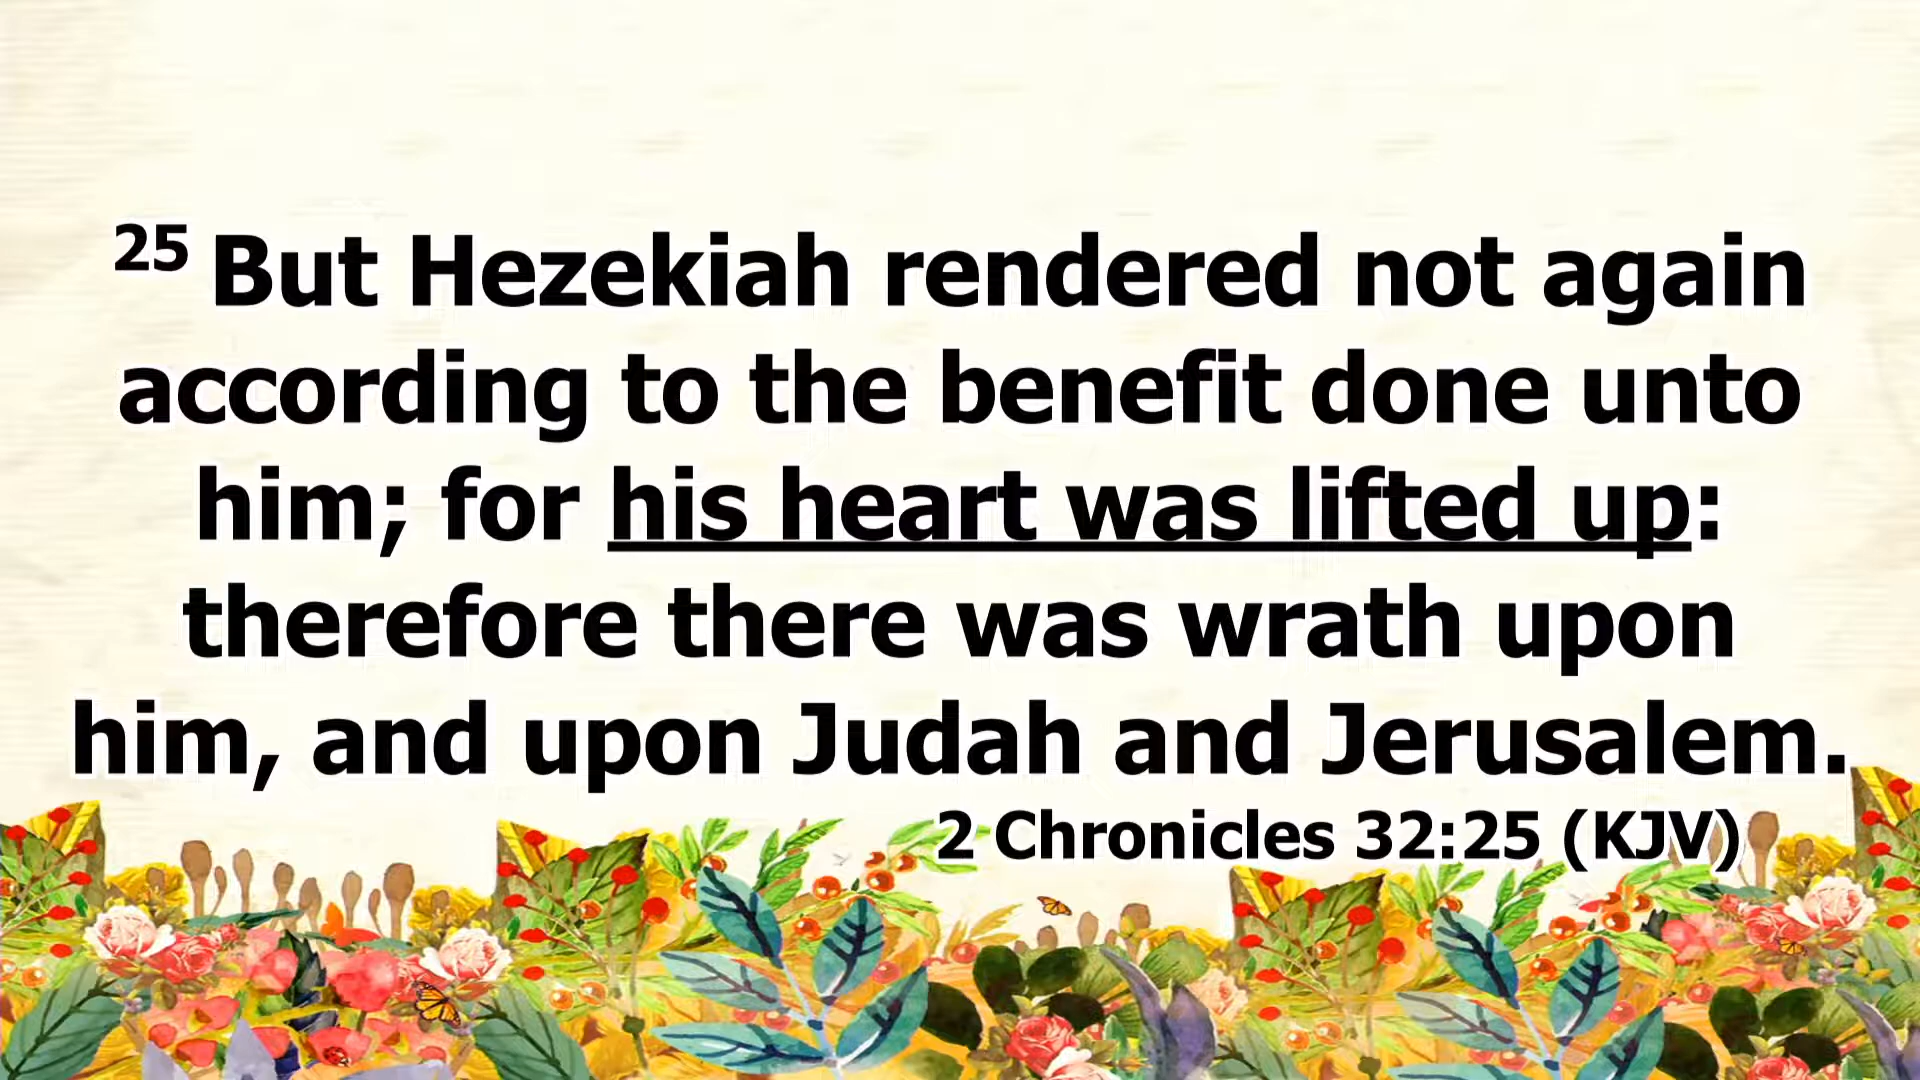 25 But Hezekiah rendered not again
according to the benefit done unto
him; for his heart was lifted up:
therefore there was wrath upon
him, and upon Judah and Jerusalem.
2 Chronicles 32:25 (KJV)